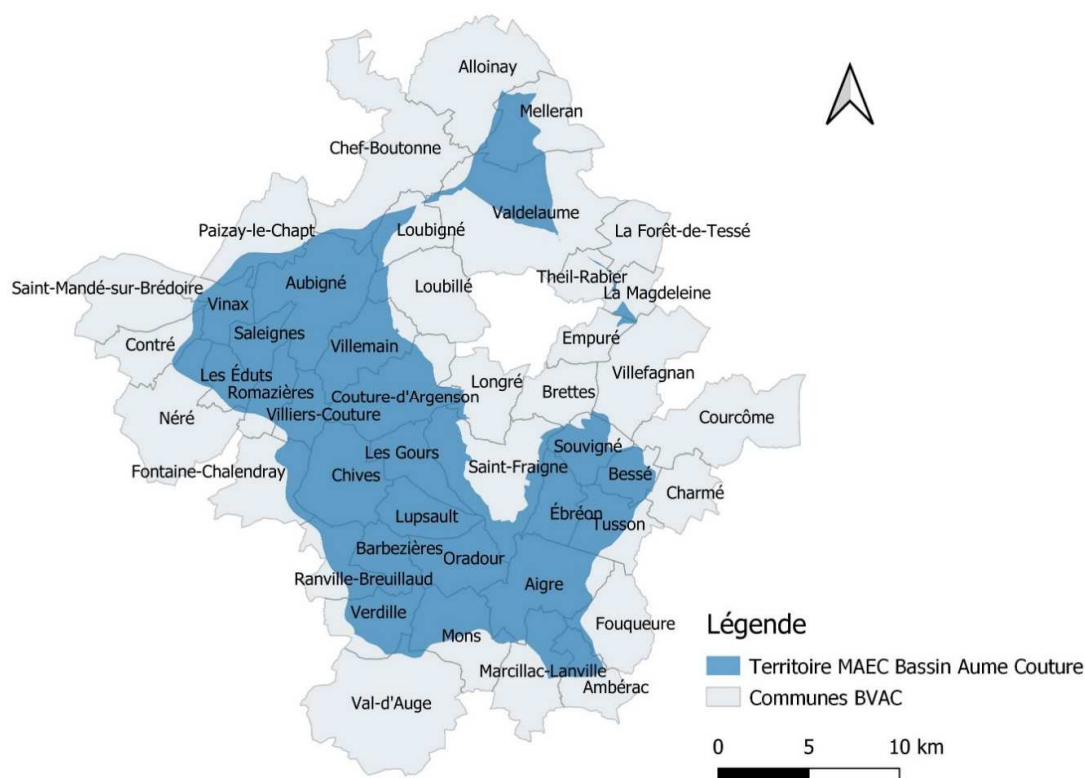 Alloinay
Melleran
Chef-Boutonne
Valdelaume
Paizay-le-Chapt
Loubigné
La Forêt-de-Tessé
Aubigné
Loubillé
Theil-Rabier
Saint-Mandé-sur-Brédoire
Vinax
La Magdeleine
Saleignes
Contré
Villemain
Empuré
Les Éduts
Longré
Villefagnan
Romazières
Couture-d'Argenson
Brettes
Néré
Villiers-Couture
Courcôme
Les Gours
Souvigné
Fontaine-Chalendray
Chives
Saint-Fraigne
Bessé
Charmé
Lupsault
Ébréon
Tusson
Barbezières
Oradour
Ranville-Breuillaud
Aigre
Verdille
Fouqueure
Mons
Marcillac-Lanville
Ambérac
Val-d'Auge
Légende
Territoire MAEC Bassin Aume Couture
Communes BVAC
0 5 10 km